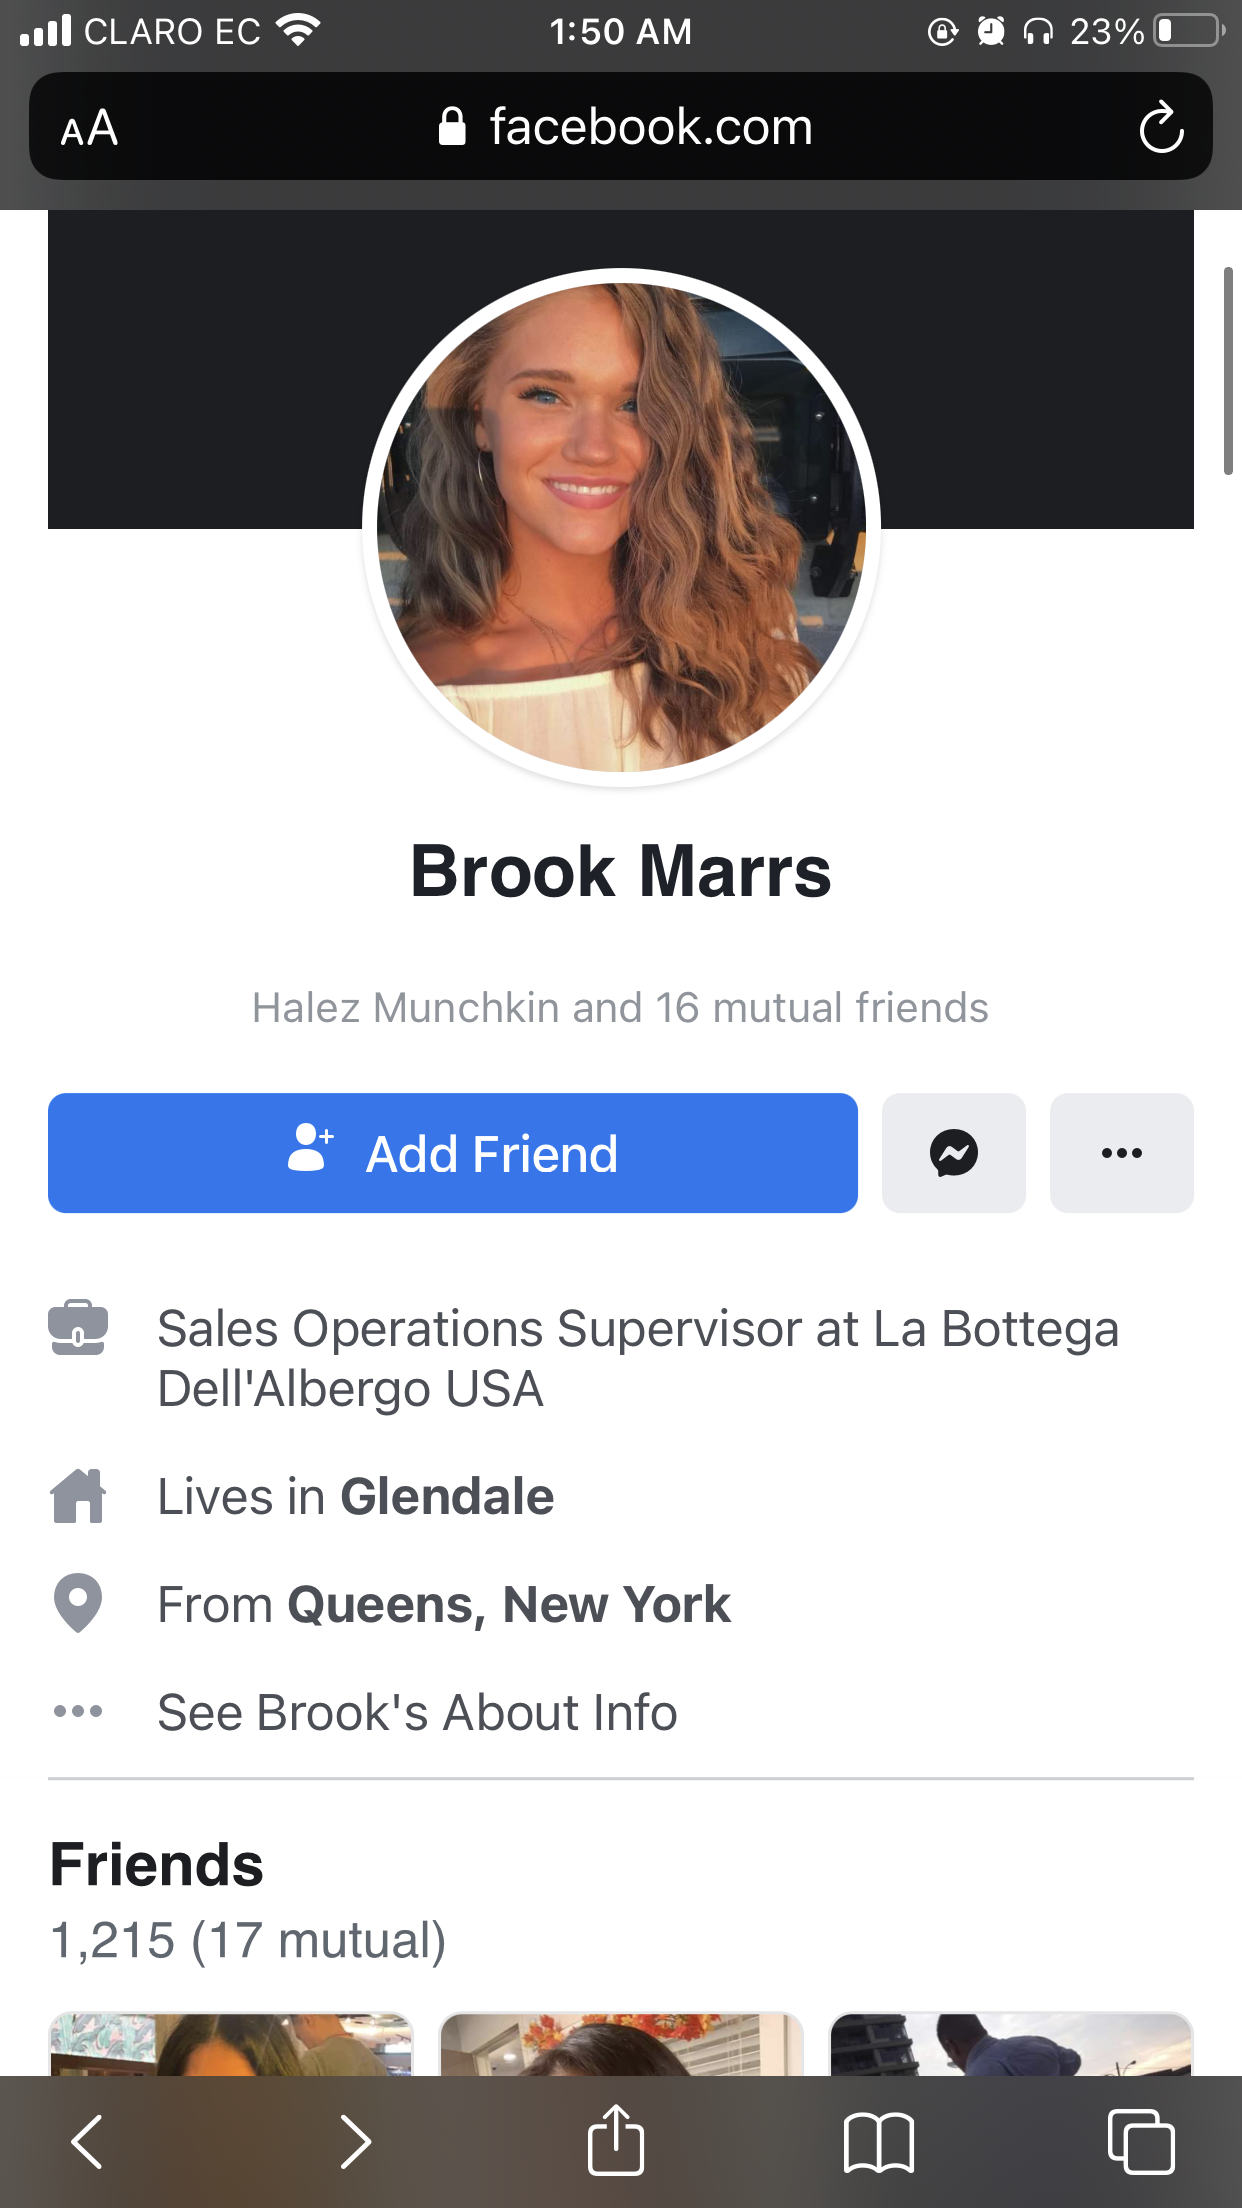 CLARO EC 1:50 AM 23%
AA facebook.com
Brook Marrs
Halez Munchkin and 16 mutual friends
Add Friend
Sales Operations Supervisor at La Bottega
Dell'Albergo USA
Lives in Glendale
From Queens, New York
See Brook's About Info
Friends
1,215 (17 mutual)